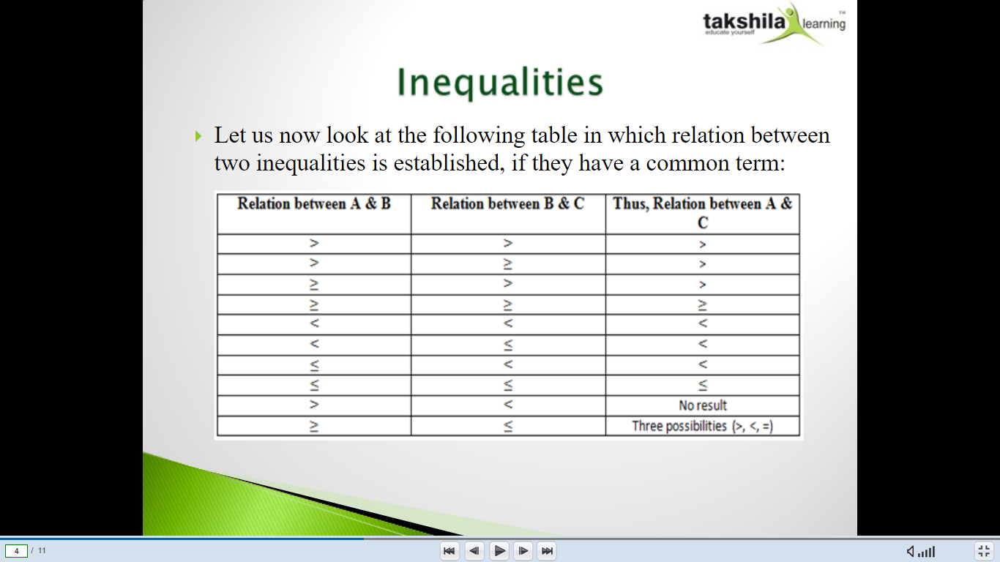 takshila learning TM
educate yourself
Inequalities
Let us now look at the following table in which relation between
two inequalities is established, if they have a common term:
Relation between A & B Relation between B & C Thus, Relation between A &
C
> > >
> ≥ >
≥ > >
≥ ≥ ≥
< < <
< ≤ <
≤ < <
≤ ≤ ≤
> < No result
≥ ≤ Three possibilities (>, <, =)
4 / 11